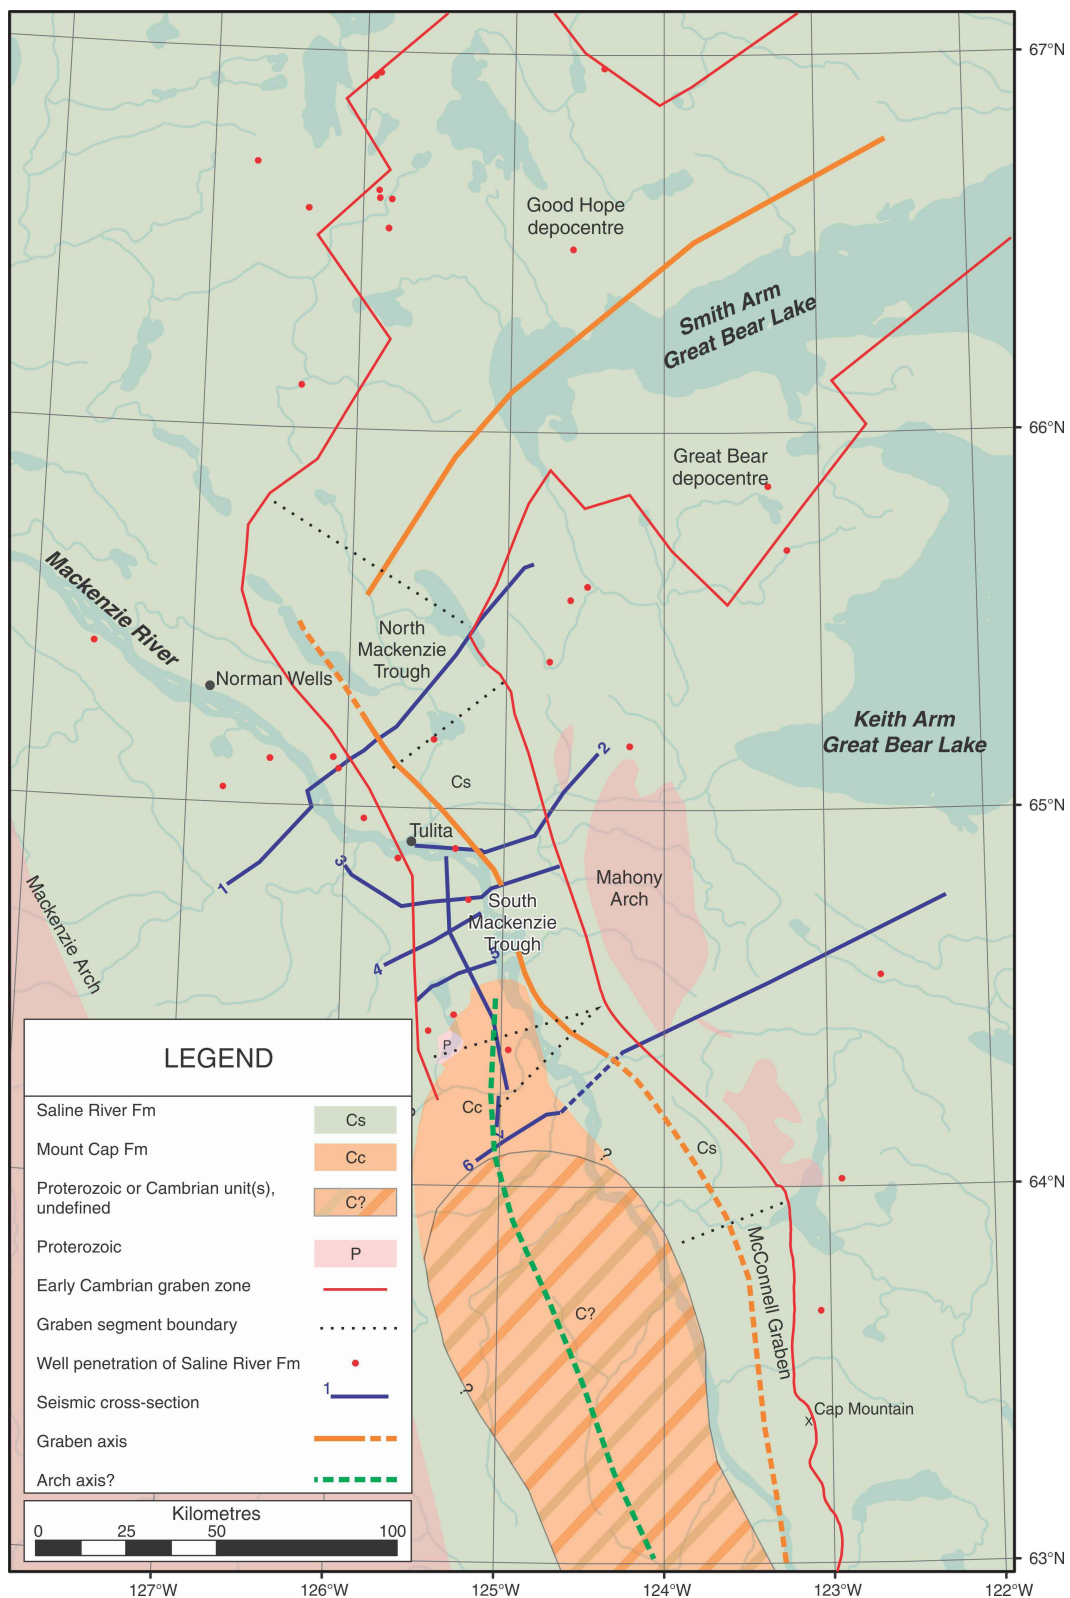 67°N
Good Hope
depocentre
Smith Arm
Great Bear Lake
66°N
Great Bear
depocentre
Mackenzie River
North
Mackenzie
Trough
Norman Wells
Keith Arm
Great Bear Lake
2
Cs
65°N
Tulita
3
1
Mahony
Arch
South
Mackenzie
Trough
Mackenzie Arch
4
5
P
Cc
6
?
Cs
64°N
McConnell Graben
C?
?
Cap Mountain
x
63°N
LEGEND
Saline River Fm
Cs
Mount Cap Fm
Cc
Proterozoic or Cambrian unit(s),
undefined
C?
Proterozoic
P
Early Cambrian graben zone
Graben segment boundary
Well penetration of Saline River Fm
1
Seismic cross-section
Graben axis
Arch axis?
Kilometres
0 25 50 100
127°W 126°W 125°W 124°W 123°W 122°W